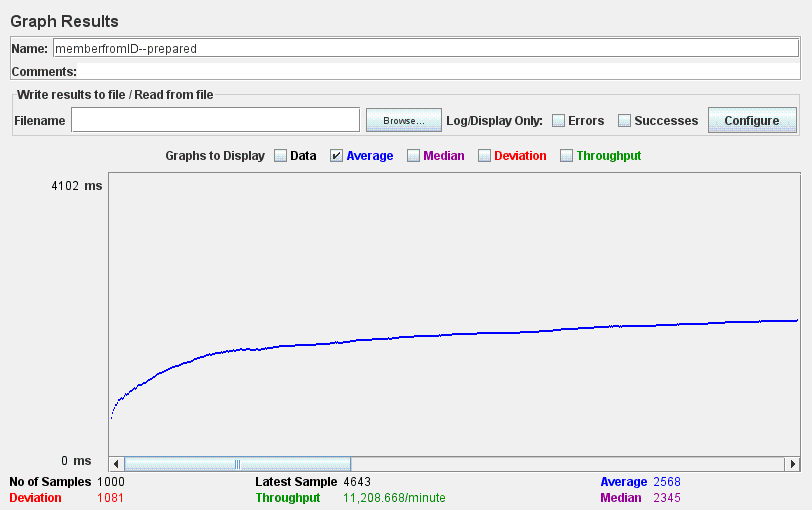 Graph Results
Name: memberfromID--prepared
Comments:
Write results to file / Read from file
Filename Browse... Log/Display Only: Errors Successes Configure
Graphs to Display Data Average Median Deviation Throughput
4102 ms
0 ms
No of Samples 1000 Latest Sample 4643 Average 2568
Deviation 1081 Throughput 11,208.668/minute Median 2345